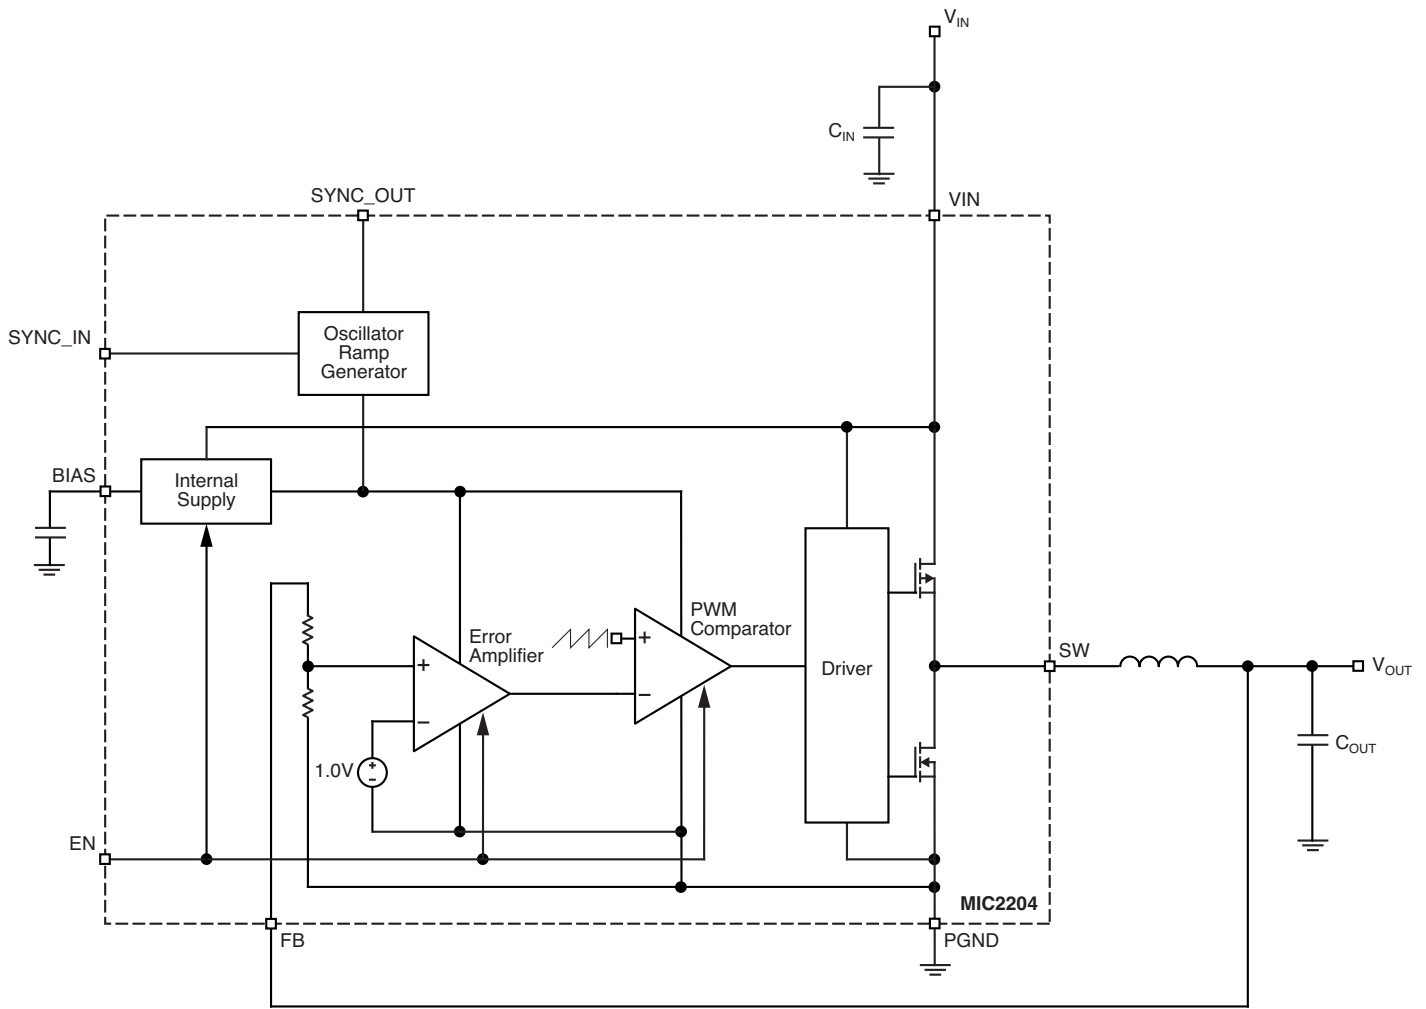 VIN
CIN
SYNC_OUT
VIN
SYNC_IN
Oscillator
Ramp
Generator
BIAS
Internal
Supply
PWM
Comparator
+
Error
Amplifier
+
−
Driver
SW
VOUT
−
COUT
1.0V
+
−
EN
MIC2204
FB
PGND